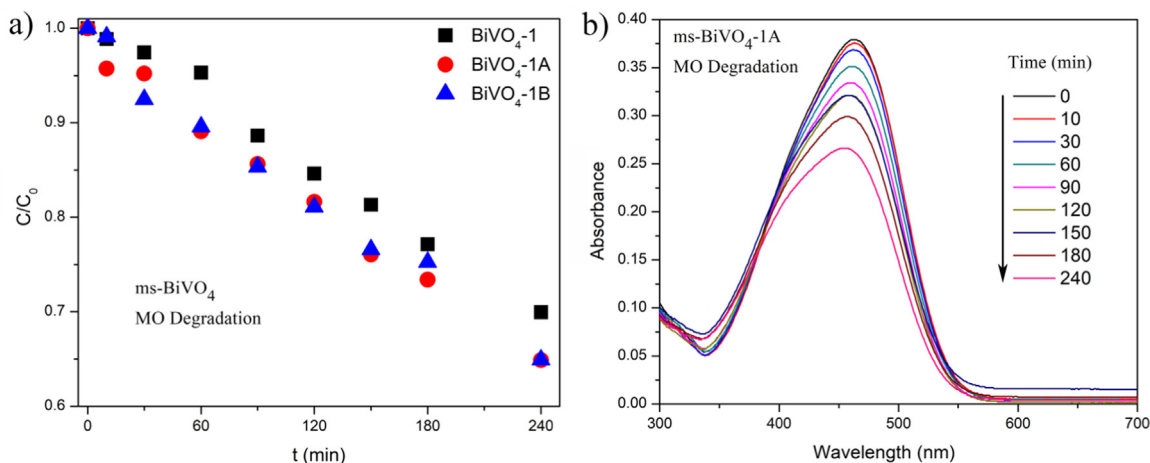 a)
BiVO₄-1
BiVO₄-1A
BiVO₄-1B
1.0
0.9
0.8
0.7
0.6
C/C₀
ms-BiVO₄
MO Degradation
0 60 120 180 240
t (min)
b)
ms-BiVO₄-1A
MO Degradation
Time (min)
0
10
30
60
90
120
150
180
240
0.40
0.35
0.30
0.25
0.20
0.15
0.10
0.05
0.00
Absorbance
300 400 500 600 700
Wavelength (nm)